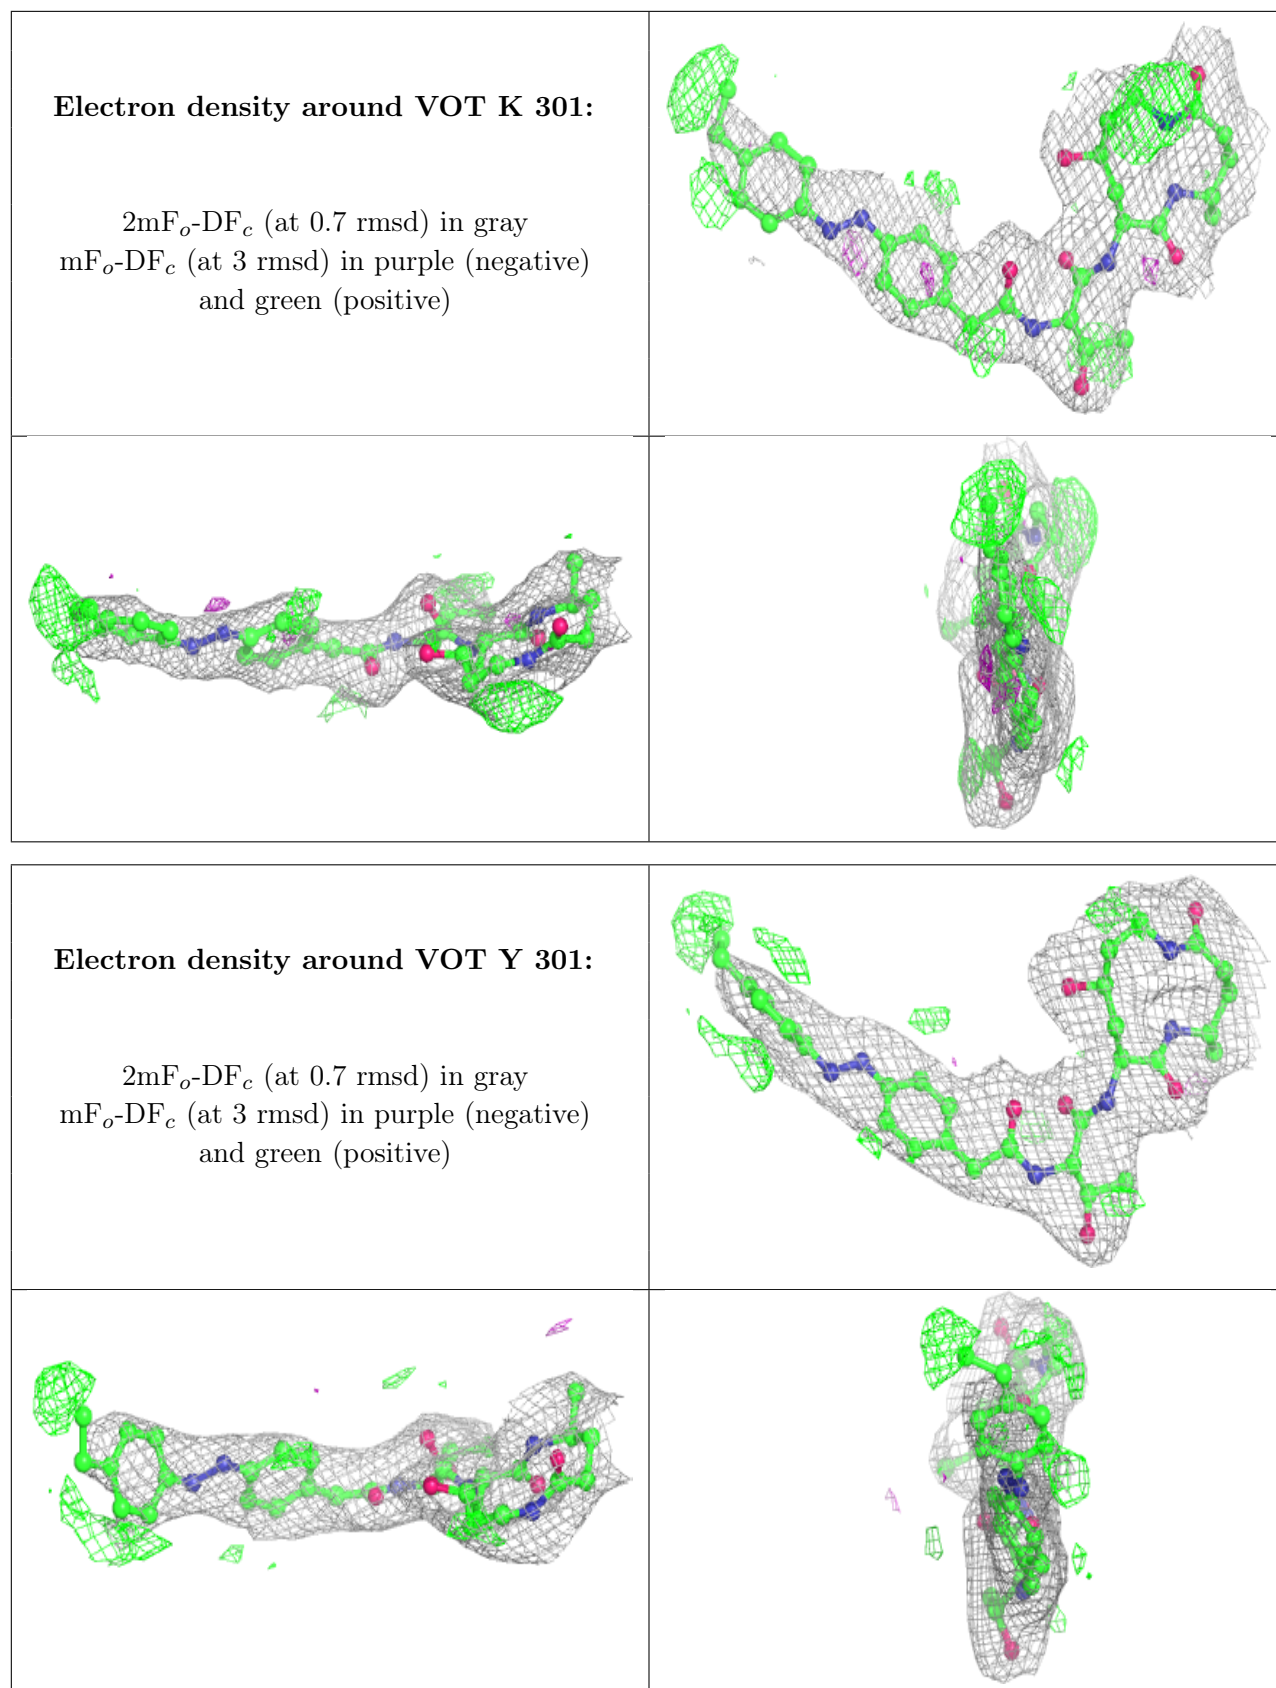 Electron density around VOT K 301:
2mFₒ-DF𝒸 (at 0.7 rmsd) in gray
mFₒ-DF𝒸 (at 3 rmsd) in purple (negative)
and green (positive)
Electron density around VOT Y 301:
2mFₒ-DF𝒸 (at 0.7 rmsd) in gray
mFₒ-DF𝒸 (at 3 rmsd) in purple (negative)
and green (positive)